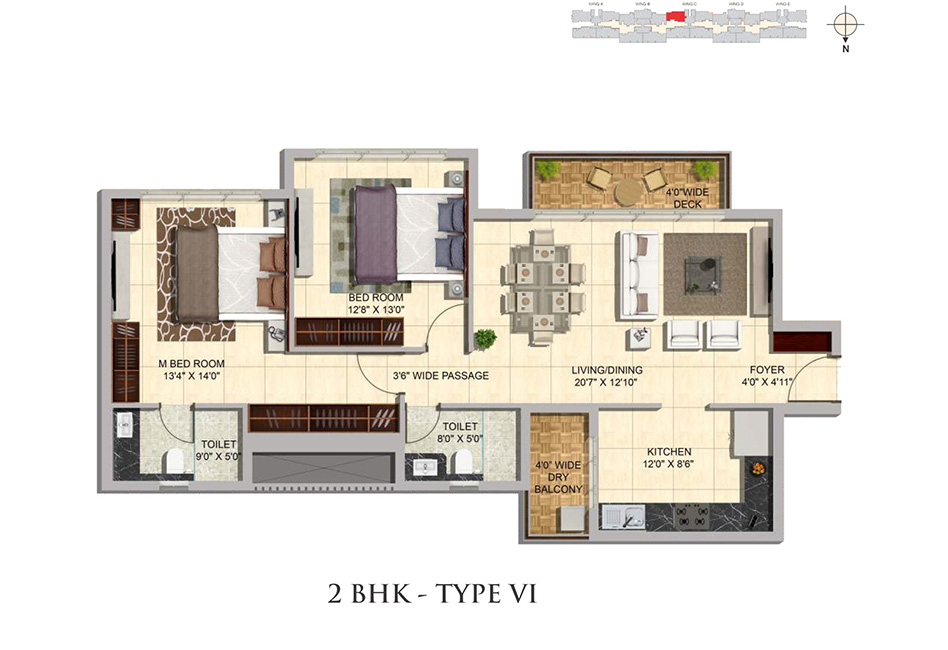 WING A WING B WING C WING D WING E
N
4'0"WIDE
DECK
BED ROOM
12'8" X 13'0"
M BED ROOM
13'4" X 14'0"
3'6" WIDE PASSAGE
LIVING/DINING
20'7" X 12'10"
FOYER
4'0" X 4'11"
TOILET
9'0" X 5'0"
TOILET
8'0" X 5'0"
4'0" WIDE
DRY
BALCONY
KITCHEN
12'0" X 8'6"
2 BHK - TYPE VI